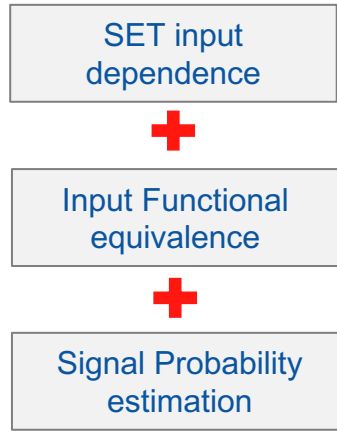 SET input
dependence
Input Functional
equivalence
Signal Probability
estimation